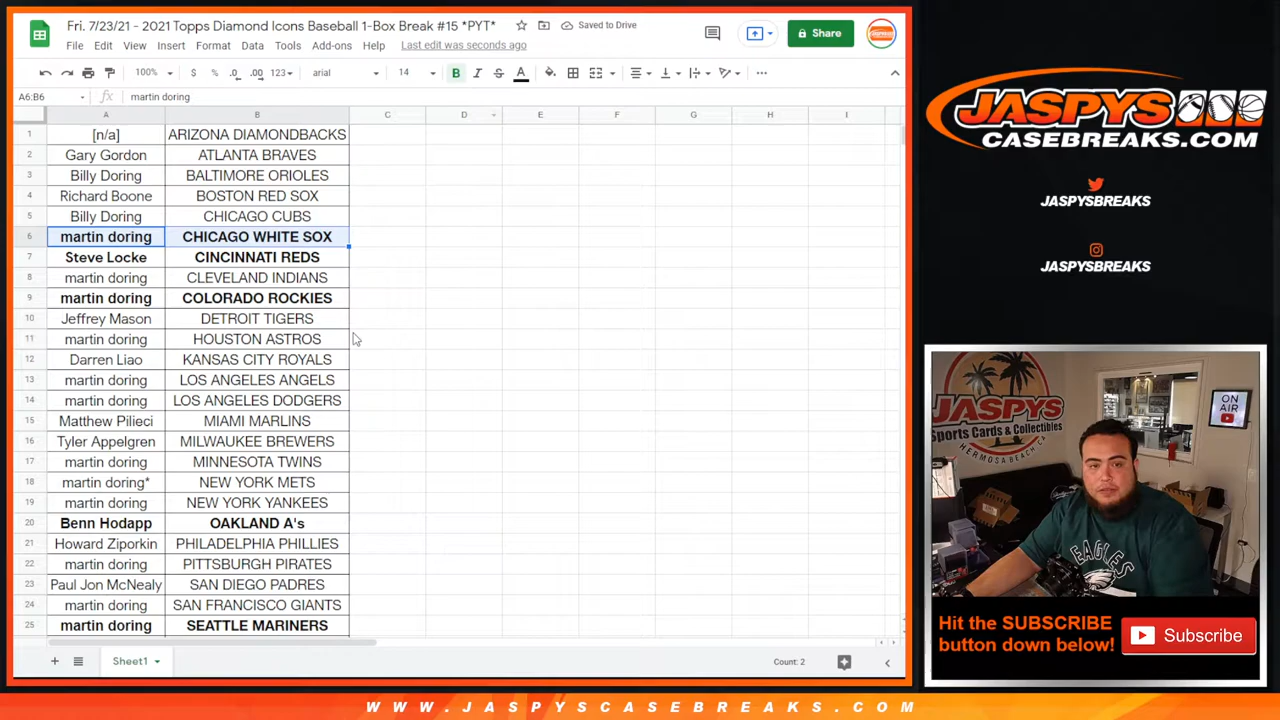 Fri. 7/23/21 - 2021 Topps Diamond Icons Baseball 1-Box Break #15 *PYT*
Saved to Drive
Share
File Edit View Insert Format Data Tools Add-ons Help Last edit was seconds ago
100% $ % .0 .00 123 arial 14 B I S A
A6:B6 fx martin doring
A B C D E F G H I
1 [n/a] ARIZONA DIAMONDBACKS
2 Gary Gordon ATLANTA BRAVES
3 Billy Doring BALTIMORE ORIOLES
4 Richard Boone BOSTON RED SOX
5 Billy Doring CHICAGO CUBS
6 martin doring CHICAGO WHITE SOX
7 Steve Locke CINCINNATI REDS
8 martin doring CLEVELAND INDIANS
9 martin doring COLORADO ROCKIES
10 Jeffrey Mason DETROIT TIGERS
11 martin doring HOUSTON ASTROS
12 Darren Liao KANSAS CITY ROYALS
13 martin doring LOS ANGELES ANGELS
14 martin doring LOS ANGELES DODGERS
15 Matthew Pilieci MIAMI MARLINS
16 Tyler Appelgren MILWAUKEE BREWERS
17 martin doring MINNESOTA TWINS
18 martin doring* NEW YORK METS
19 martin doring NEW YORK YANKEES
20 Benn Hodapp OAKLAND A's
21 Howard Ziporkin PHILADELPHIA PHILLIES
22 martin doring PITTSBURGH PIRATES
23 Paul Jon McNealy SAN DIEGO PADRES
24 martin doring SAN FRANCISCO GIANTS
25 martin doring SEATTLE MARINERS
Sheet1
Count: 2
JASPYS
CASEBREAKS.COM
JASPYSBREAKS
JASPYSBREAKS
JASPYS
Sports Cards & Collectibles
HERMOSA BEACH, CA
ON
AIR
EAGLES
Hit the SUBSCRIBE
button down below!
Subscribe
WWW.JASPYSCASEBREAKS.COM